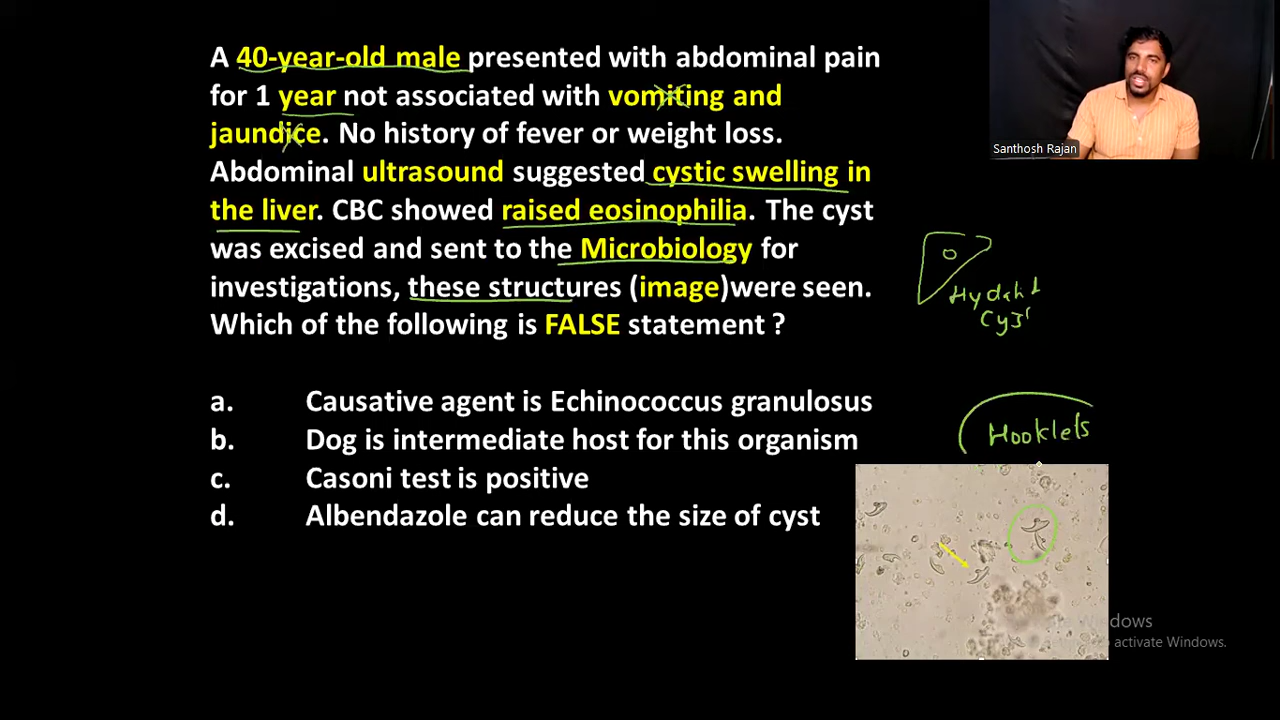 A 40-year-old male presented with abdominal pain
for 1 year not associated with vomiting and
jaundice. No history of fever or weight loss.
Abdominal ultrasound suggested cystic swelling in
the liver. CBC showed raised eosinophilia. The cyst
was excised and sent to the Microbiology for
investigations, these structures (image)were seen.
Which of the following is FALSE statement ?
a. Causative agent is Echinococcus granulosus
b. Dog is intermediate host for this organism
c. Casoni test is positive
d. Albendazole can reduce the size of cyst
Santhosh Rajan
Hooklets
activate Windows.